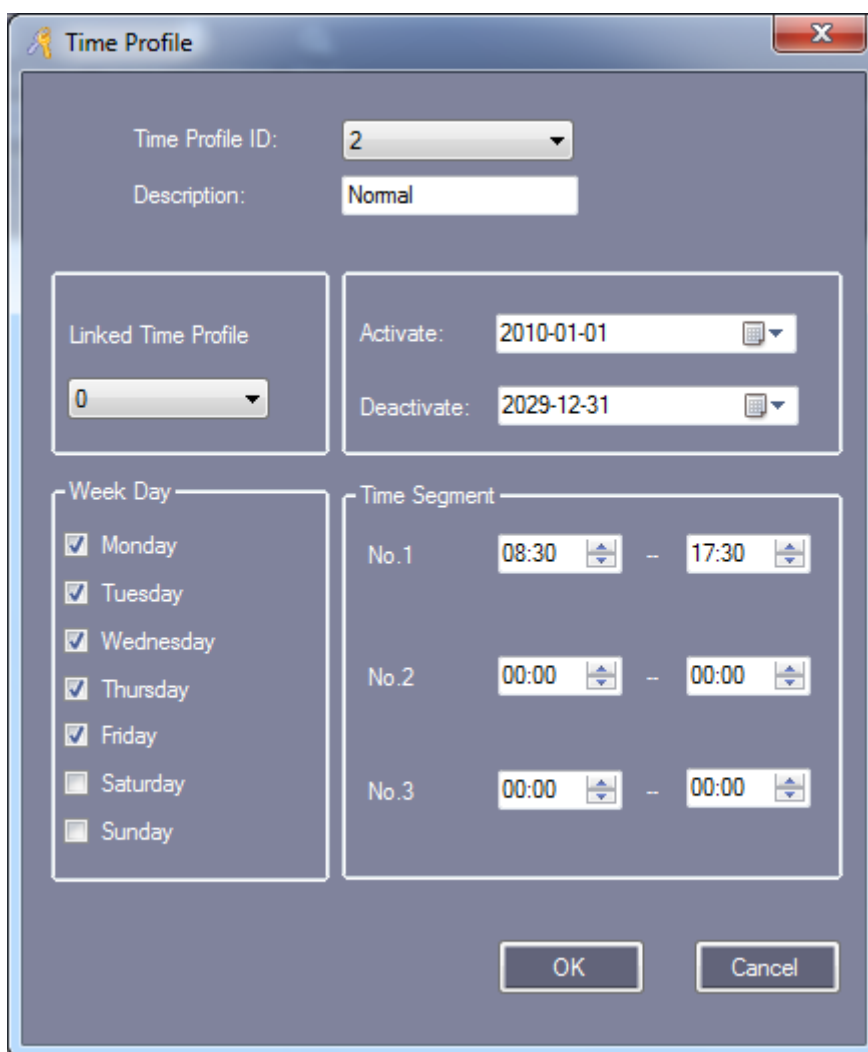 Time Profile
Time Profile ID: 2
Description: Normal
Linked Time Profile
0
Activate: 2010-01-01
Deactivate: 2029-12-31
Week Day
Monday
Tuesday
Wednesday
Thursday
Friday
Saturday
Sunday
Time Segment
No.1 08:30 -- 17:30
No.2 00:00 -- 00:00
No.3 00:00 -- 00:00
OK Cancel